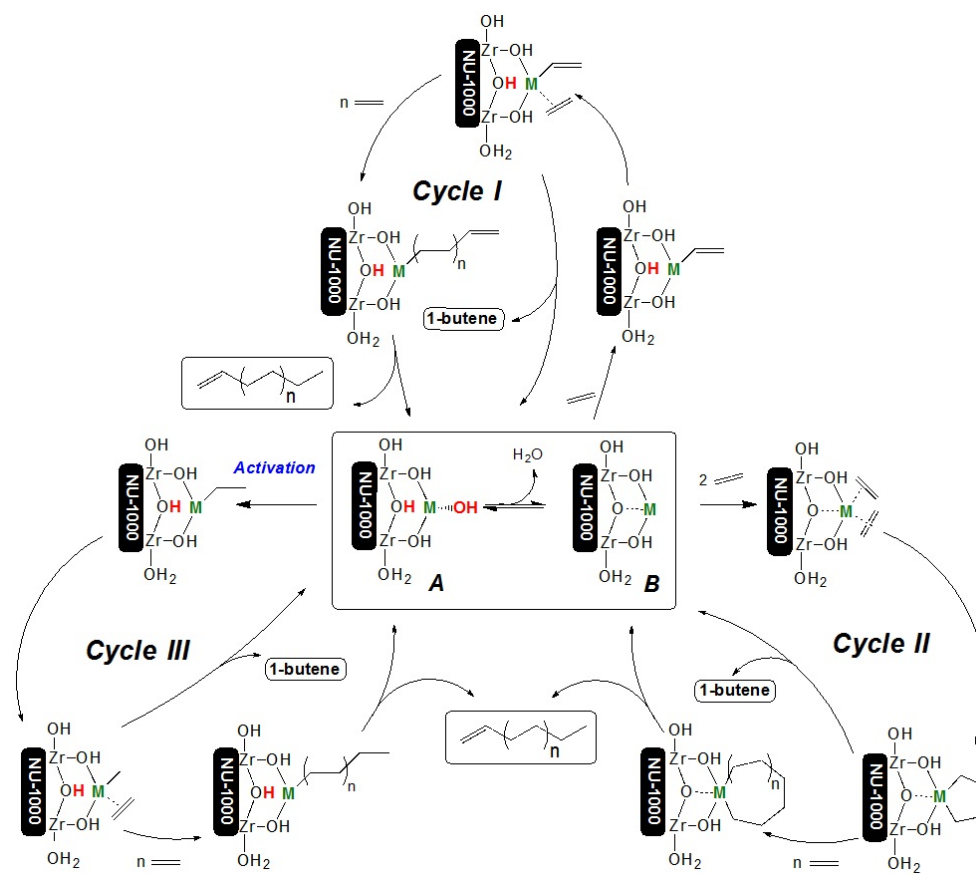 OH
Zr–OH
NU-1000
OH M
Zr–OH
OH2
n
Cycle I
OH
Zr–OH
NU-1000
OH M
n
Zr–OH
OH2
OH
Zr–OH
NU-1000
OH M
Zr–OH
OH2
1-butene
n
OH
Zr–OH
NU-1000
OH M
Zr–OH
OH2
Activation
OH
Zr–OH
NU-1000
OH M OH
Zr–OH
OH2
A
H2O
OH
Zr–OH
NU-1000
O M
Zr–OH
OH2
B
2
OH
Zr–OH
NU-1000
O M
Zr–OH
OH2
Cycle III
1-butene
Cycle II
1-butene
OH
Zr–OH
NU-1000
OH M
Zr–OH
OH2
n
OH
Zr–OH
NU-1000
OH M
n
Zr–OH
OH2
n
OH
Zr–OH
NU-1000
O M
n
Zr–OH
OH2
n
OH
Zr–OH
NU-1000
O M
Zr–OH
OH2